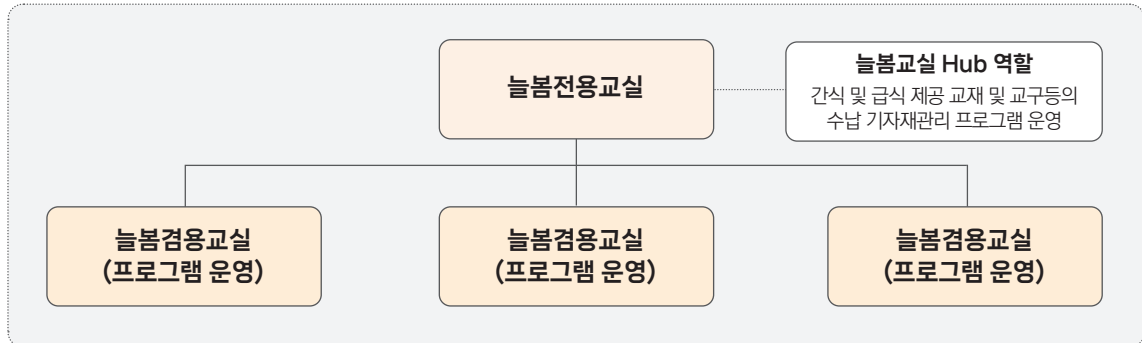 늘봄전용교실
늘봄교실 Hub 역할
간식 및 급식 제공 교재 및 교구등의
수납 기자재관리 프로그램 운영
늘봄겸용교실
(프로그램 운영)
늘봄겸용교실
(프로그램 운영)
늘봄겸용교실
(프로그램 운영)